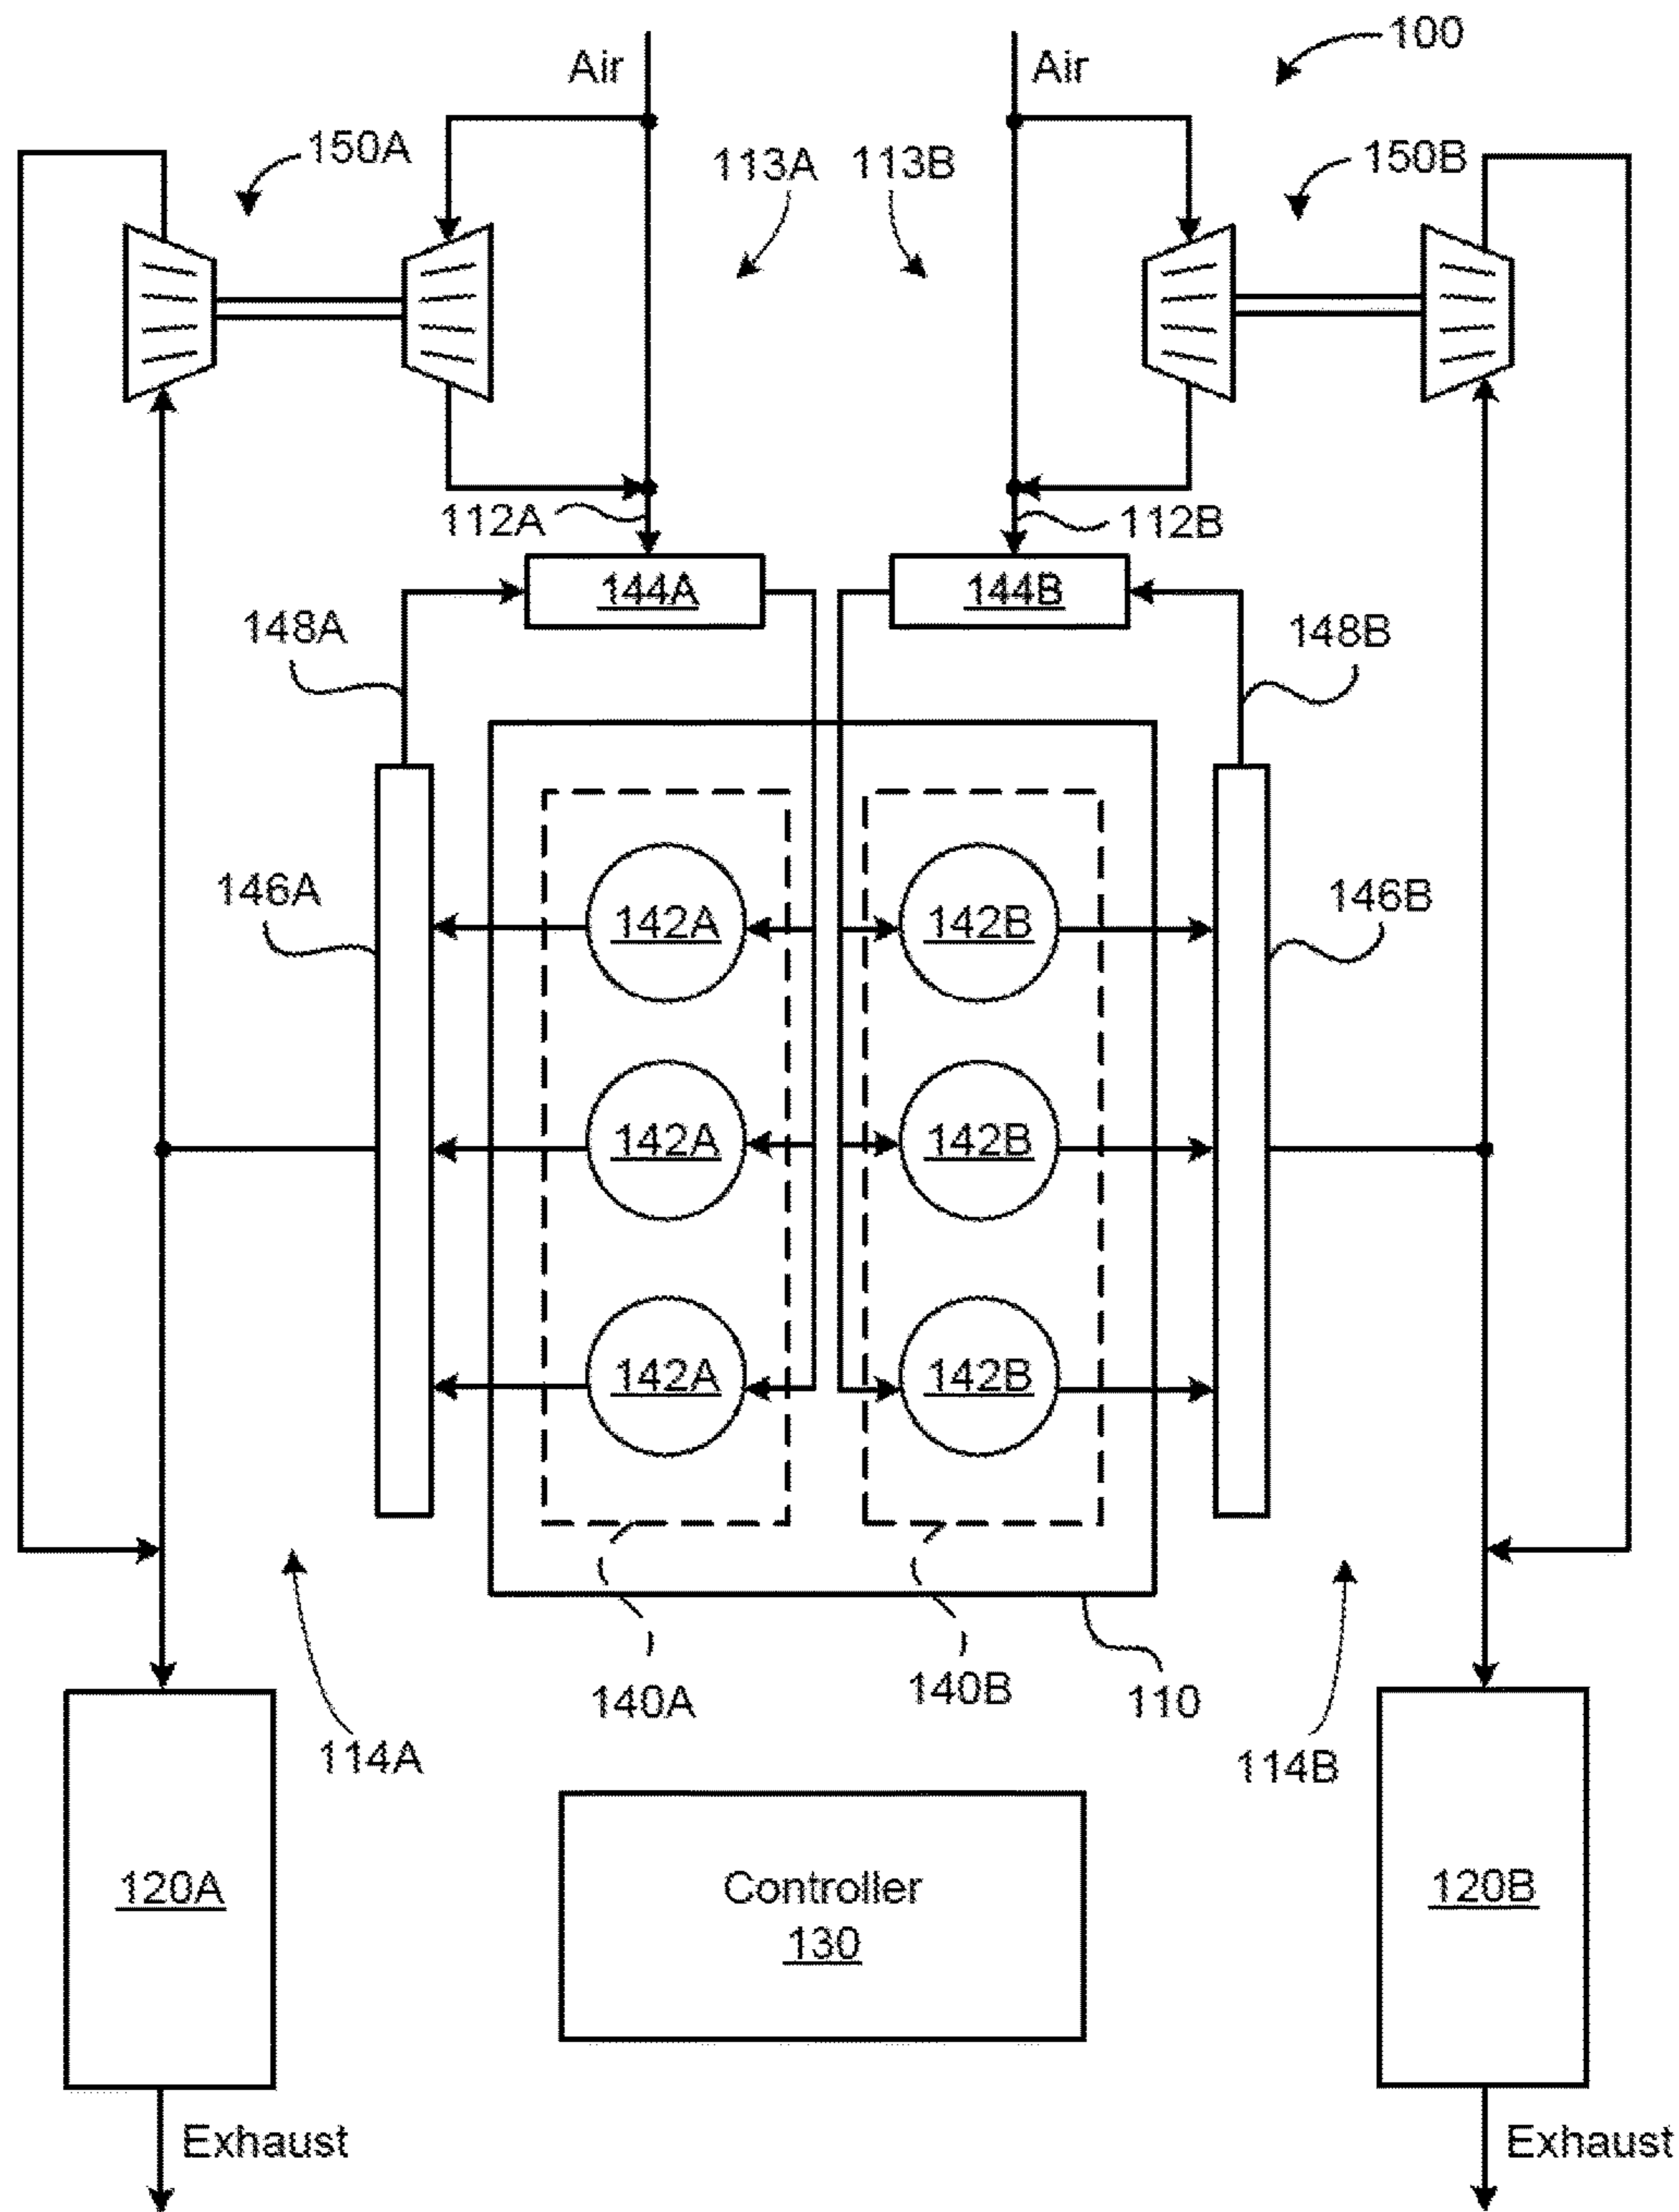 100
Air
Air
150A
113A
113B
150B
112A
112B
144A
144B
148A
148B
146A
142A
142B
146B
142A
142B
142A
142B
140A
140B
110
114A
114B
120A
Controller
130
120B
Exhaust
Exhaust